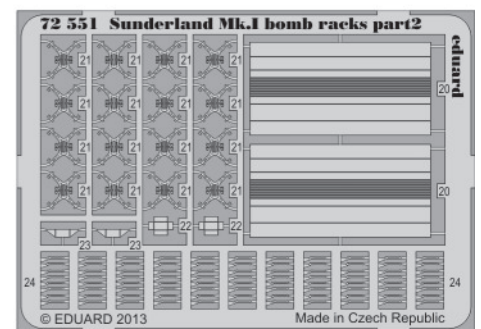 72 551 Sunderland Mk.I bomb racks part2
eduard
21 21 21 21
21 21 21 21
20
21 21 21 21
21 21 21 21
20
22 22
23 23
24 24
© EDUARD 2013 Made in Czech Republic